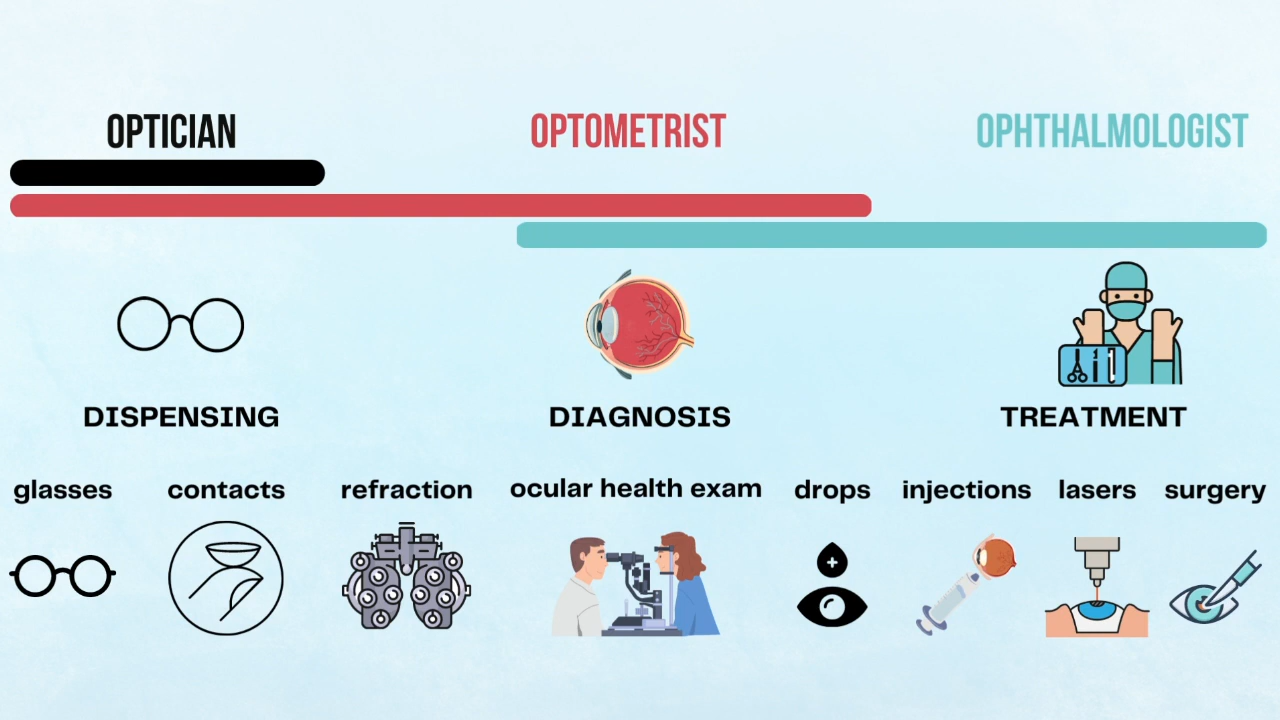 OPTICIAN OPTOMETRIST OPHTHALMOLOGIST
DISPENSING DIAGNOSIS TREATMENT
glasses contacts refraction ocular health exam drops injections lasers surgery